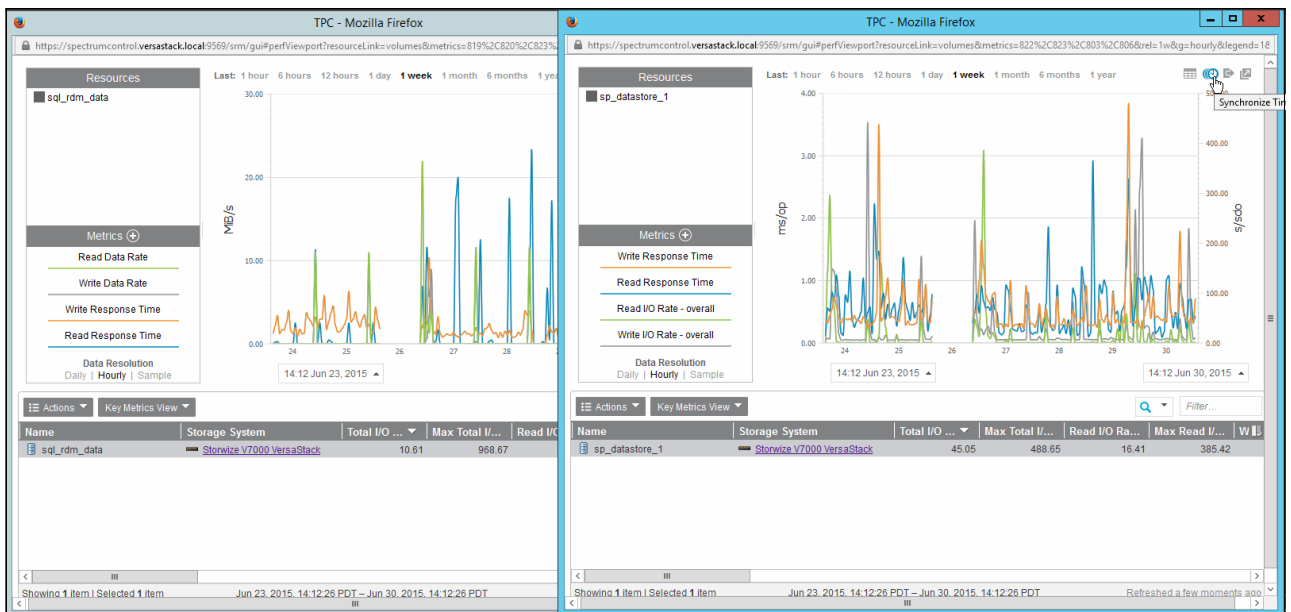 TPC - Mozilla Firefox
https://spectrumcontrol.versastack.local:9569/srm/gui#perfViewport?resourceLink=volumes&metrics=819%2C820%2C823%
Resources
sql_rdm_data
Metrics
Read Data Rate
Write Data Rate
Write Response Time
Read Response Time
Data Resolution
Daily | Hourly | Sample
Last: 1 hour 6 hours 12 hours 1 day 1 week 1 month 6 months 1 yea
30.00
20.00
10.00
0.00
MiB/s
24 25 26 27 28
14:12 Jun 23, 2015
Actions Key Metrics View
Name Storage System Total I/O ... Max Total I/... Read I/O
sql_rdm_data Storwize V7000 VersaStack 10.61 968.67
Showing 1 item | Selected 1 item Jun 23, 2015, 14:12:26 PDT – Jun 30, 2015, 14:12:26 PDT
TPC - Mozilla Firefox
https://spectrumcontrol.versastack.local:9569/srm/gui#perfViewport?resourceLink=volumes&metrics=822%2C823%2C803%2C806&rel=1w&g=hourly&legend=18
Resources
sp_datastore_1
Metrics
Write Response Time
Read Response Time
Read I/O Rate - overall
Write I/O Rate - overall
Data Resolution
Daily | Hourly | Sample
Last: 1 hour 6 hours 12 hours 1 day 1 week 1 month 6 months 1 year
Synchronize Tim
4.00
3.00
2.00
1.00
0.00
ms/op
400.00
300.00
200.00
100.00
0.00
ops/s
24 25 26 27 28 29 30
14:12 Jun 23, 2015 14:12 Jun 30, 2015
Actions Key Metrics View Filter...
Name Storage System Total I/O ... Max Total I/... Read I/O Ra... Max Read I/... W
sp_datastore_1 Storwize V7000 VersaStack 45.05 488.65 16.41 385.42
Showing 1 item | Selected 1 item Jun 23, 2015, 14:12:26 PDT – Jun 30, 2015, 14:12:26 PDT Refreshed a few moments ago